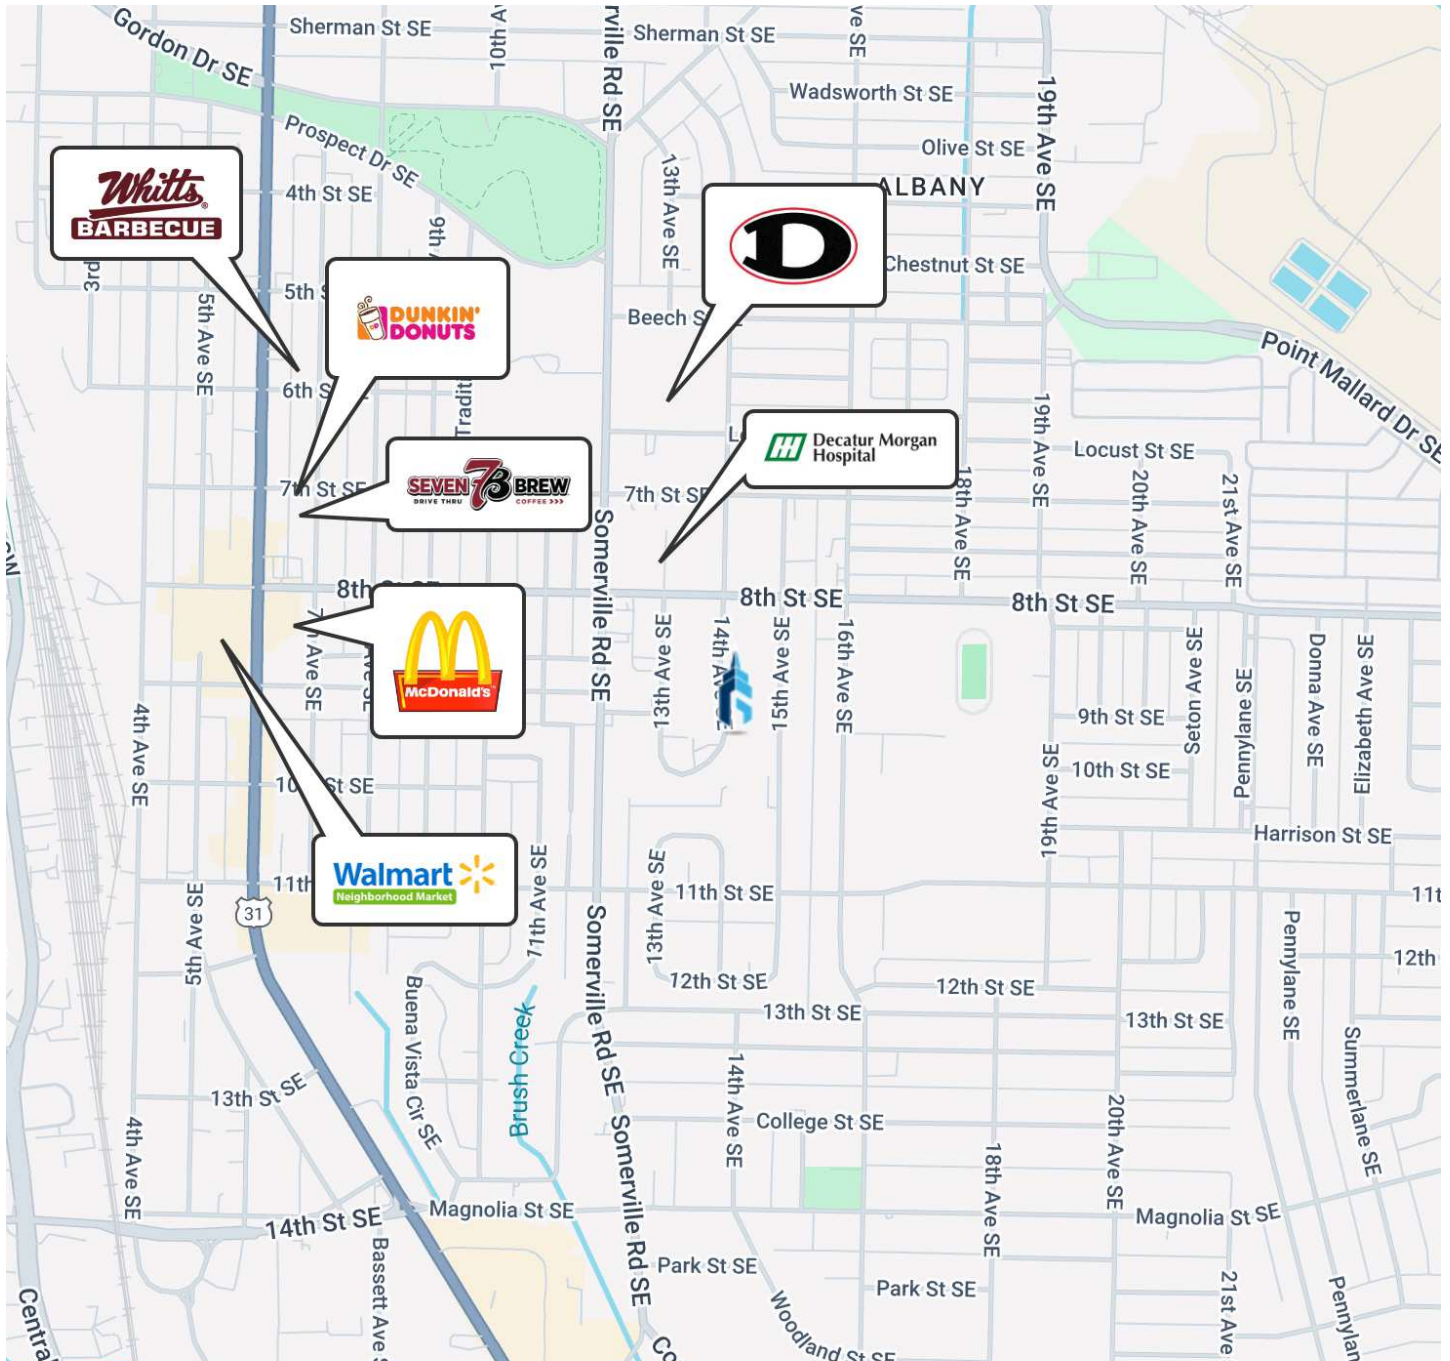 Sherman St SE
10th A
rville Rd SE
Sherman St SE
ve SE
Gordon Dr SE
Wadsworth St SE
19th Ave SE
Prospect Dr SE
Olive St SE
Whitts
BARBECUE
4th St SE
13th Ave SE
ALBANY
D
9th
Chestnut St SE
3rd
5th S
5th Ave SE
DUNKIN'
DONUTS
Beech S
Point Mallard Dr SE
6th S
Decatur Morgan
Hospital
19th Ave SE
Locust St SE
SEVEN 7B BREW
DRIVE THRU COFFEE >>>
7th St SE
7th St SE
18th Ave SE
20th Ave SE
21st Ave SE
Somerville Rd SE
8th St SE
8th St SE
8th St SE
McDonald's
7th Ave SE
13th Ave SE
14th Ave SE
15th Ave SE
16th Ave SE
Seton Ave SE
Pennylane SE
Donna Ave SE
Elizabeth Ave SE
4th Ave SE
9th St SE
10th St SE
10th St SE
19th Ave SE
Harrison St SE
Walmart
Neighborhood Market
11th
31
5th Ave SE
11th Ave SE
13th Ave SE
11th St SE
11t
Somerville Rd SE
12th St SE
12th St SE
12th
Pennylane SE
Buena Vista Cir SE
Brush Creek
13th St SE
13th St SE
Summerlane SE
13th St SE
14th Ave SE
College St SE
20th Ave SE
4th Ave SE
Somerville Rd SE
18th Ave SE
14th St SE
Magnolia St SE
Magnolia St SE
Bassett Ave S
Park St SE
Park St SE
21st Ave
Pennylan
Central
Woodland St SE
Co